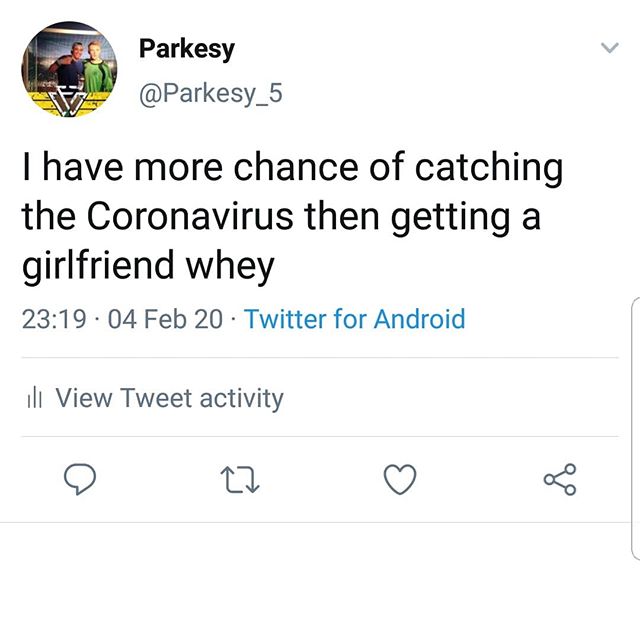 Parkesy
@Parkesy_5
I have more chance of catching
the Coronavirus then getting a
girlfriend whey
23:19 · 04 Feb 20 · Twitter for Android
View Tweet activity